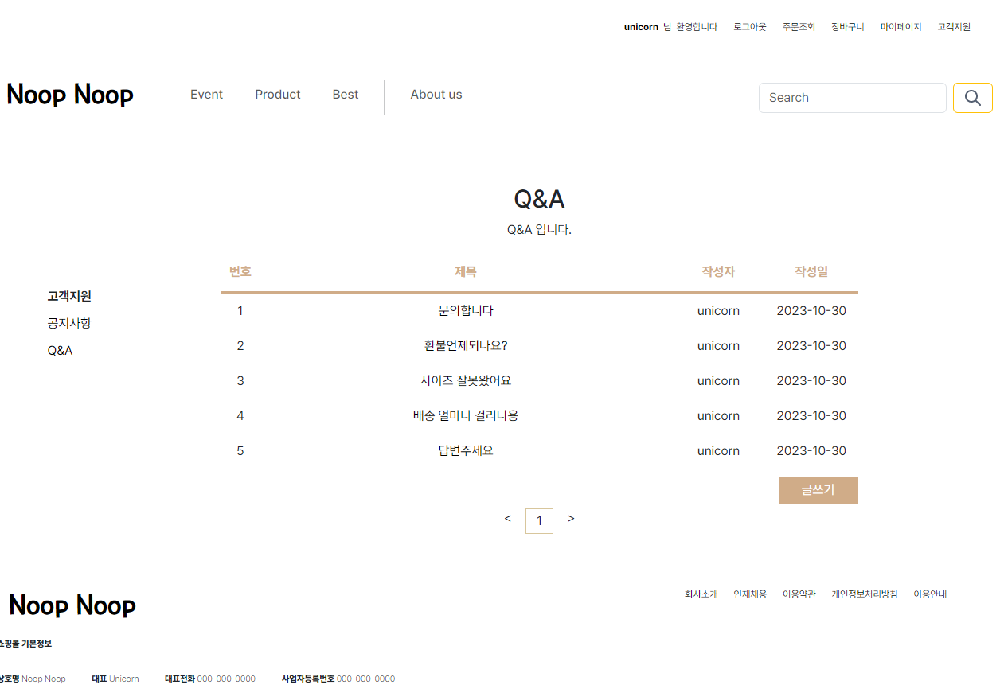 unicorn 님 환영합니다 로그아웃 주문조회 장바구니 마이페이지 고객지원
Noop Noop Event Product Best About us Search
Q&A
Q&A 입니다.
번호 제목 작성자 작성일
고객지원
공지사항
Q&A
1 문의합니다 unicorn 2023-10-30
2 환불언제되나요? unicorn 2023-10-30
3 사이즈 잘못왔어요 unicorn 2023-10-30
4 배송 얼마나 걸리나용 unicorn 2023-10-30
5 답변주세요 unicorn 2023-10-30
글쓰기
< 1 >
Noop Noop
회사소개 인재채용 이용약관 개인정보처리방침 이용안내
쇼핑몰 기본정보
상호명 Noop Noop 대표 Unicorn 대표전화 000-000-0000 사업자등록번호 000-000-0000